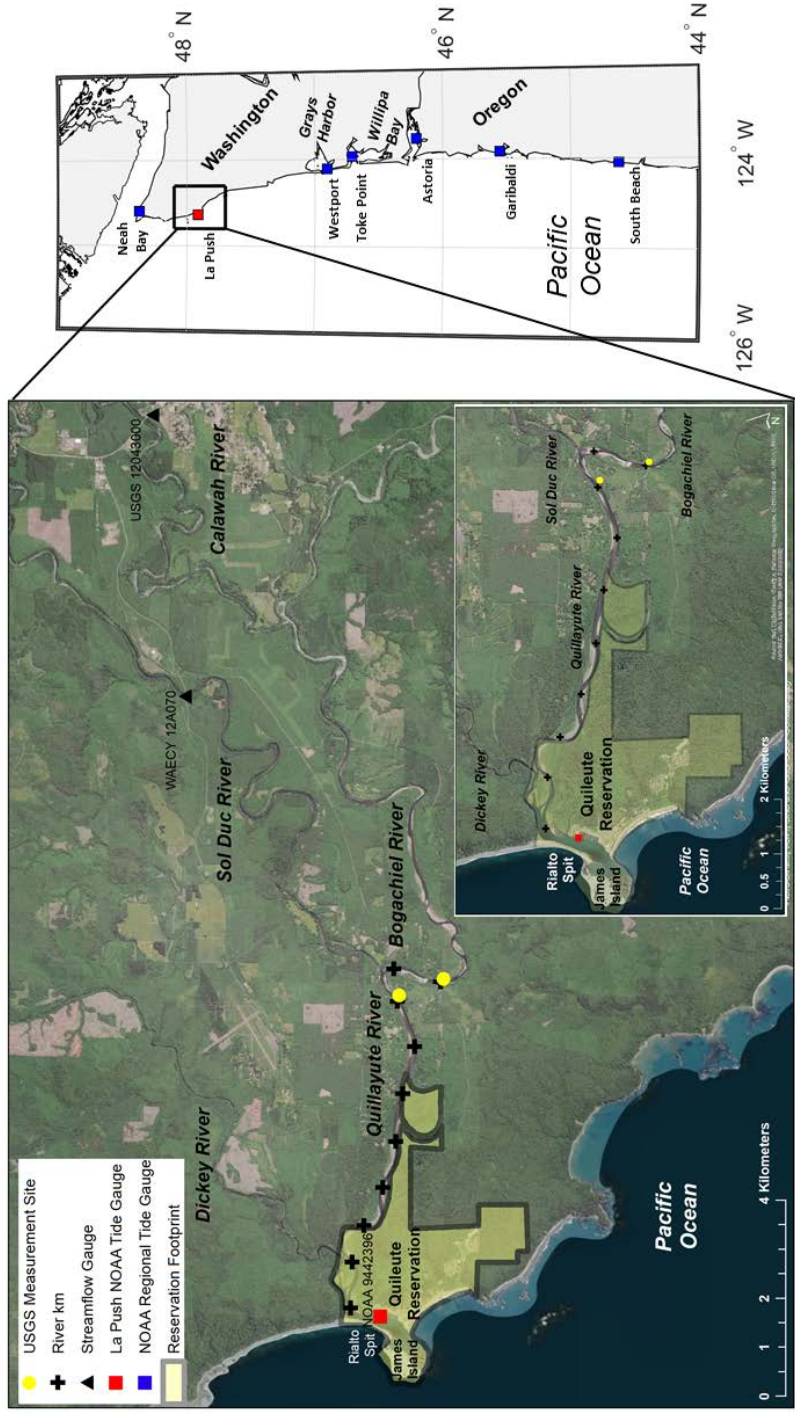 USGS Measurement Site
River km
Streamflow Gauge
La Push NOAA Tide Gauge
NOAA Regional Tide Gauge
Reservation Footprint
USGS 12043000
Calawah River
WAECY 12A070
Sol Duc River
Bogachiel River
Quillayute River
Dickey River
NOAA 9442396
Rialto
Spit
Quileute
Reservation
James
Island
Pacific
Ocean
0 1 2 4 Kilometers
Sol Duc River
Bogachiel River
Quillayute River
Dickey River
Rialto
Spit
Quileute
Reservation
James
Island
Pacific
Ocean
0 0.5 1 2 Kilometers
N
48° N
46° N
44° N
126° W
124° W
Neah
Bay
La Push
Washington
Grays
Harbor
Westport
Willipa
Bay
Toke Point
Astoria
Oregon
Garibaldi
South Beach
Pacific
Ocean